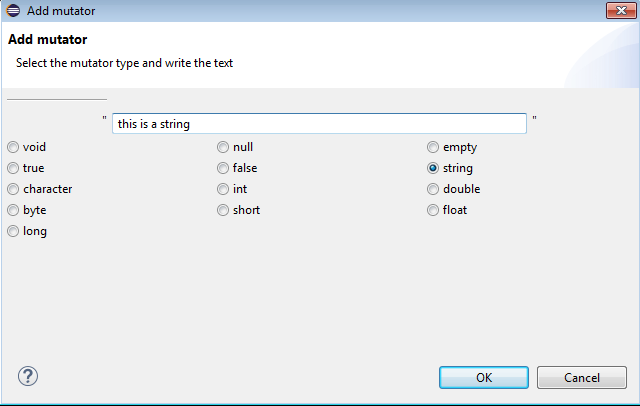 Add mutator
Add mutator
Select the mutator type and write the text
" this is a string "
void null empty
true false string
character int double
byte short float
long
? OK Cancel